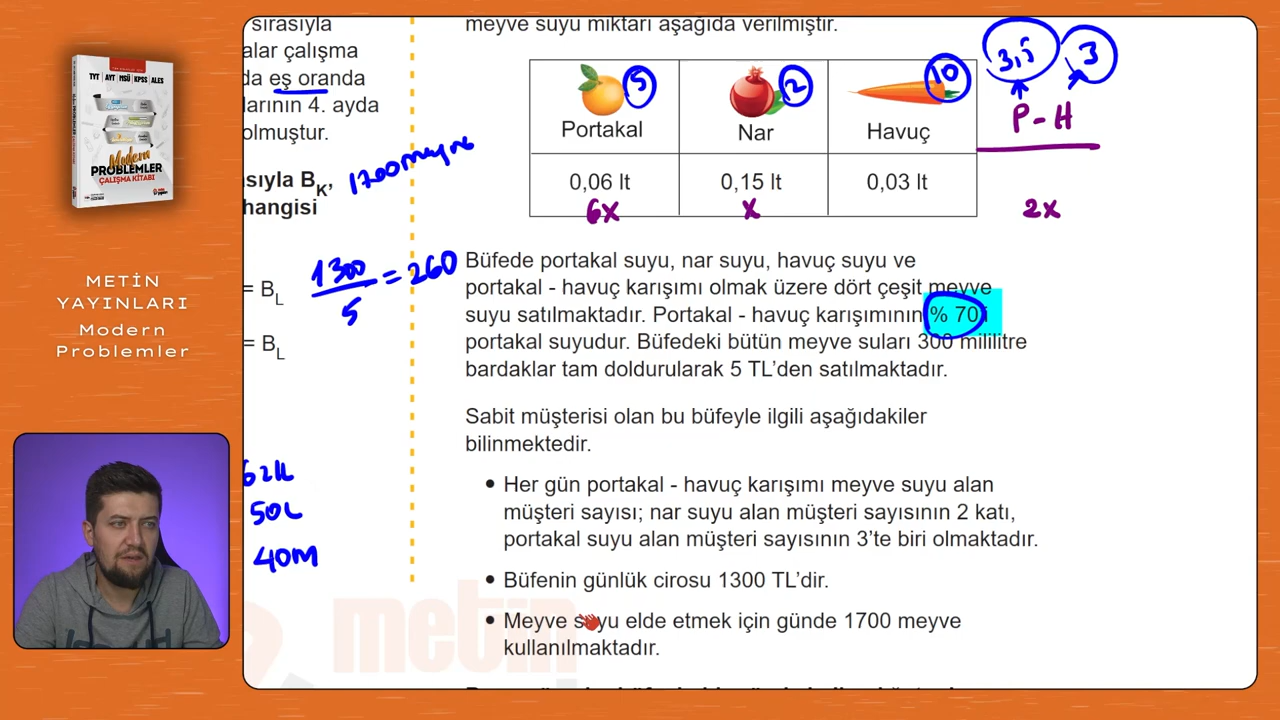 sırasıyla
alar çalışma
da eş oranda
larının 4. ayda
olmuştur.
asıyla BK,
hangisi
= BL
= BL
1700 meyve
1300
5
= 260
62K
50L
40M
TYT AYT MSÜ KPSS ALES
Modern
PROBLEMLER
ÇALIŞMA KİTABI
METİN
YAYINLARI
Modern
Problemler
meyve suyu miktarı aşağıda verilmiştir.
5
2
10
3,5
3
P - H
Portakal
Nar
Havuç
0,06 lt
0,15 lt
0,03 lt
6x
x
2x
Büfede portakal suyu, nar suyu, havuç suyu ve
portakal - havuç karışımı olmak üzere dört çeşit meyve
suyu satılmaktadır. Portakal - havuç karışımının % 70'i
portakal suyudur. Büfedeki bütün meyve suları 300 mililitre
bardaklar tam doldurularak 5 TL'den satılmaktadır.
Sabit müşterisi olan bu büfeyle ilgili aşağıdakiler
bilinmektedir.
• Her gün portakal - havuç karışımı meyve suyu alan
müşteri sayısı; nar suyu alan müşteri sayısının 2 katı,
portakal suyu alan müşteri sayısının 3'te biri olmaktadır.
• Büfenin günlük cirosu 1300 TL'dir.
• Meyve suyu elde etmek için günde 1700 meyve
kullanılmaktadır.
metin